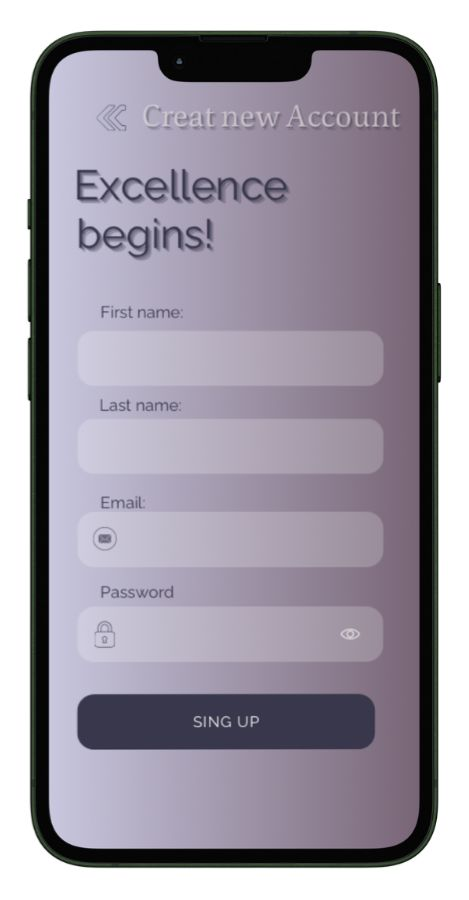 Creat new Account
Excellence
begins!
First name:
Last name:
Email:
Password
SING UP